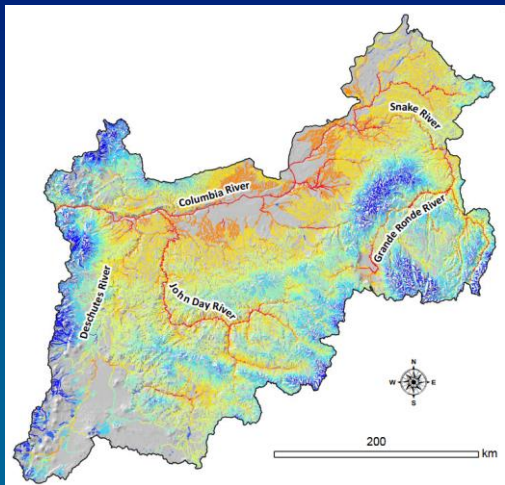 Snake River
Columbia River
Grande Ronde River
Deschutes River
John Day River
N
W E
S
200
km